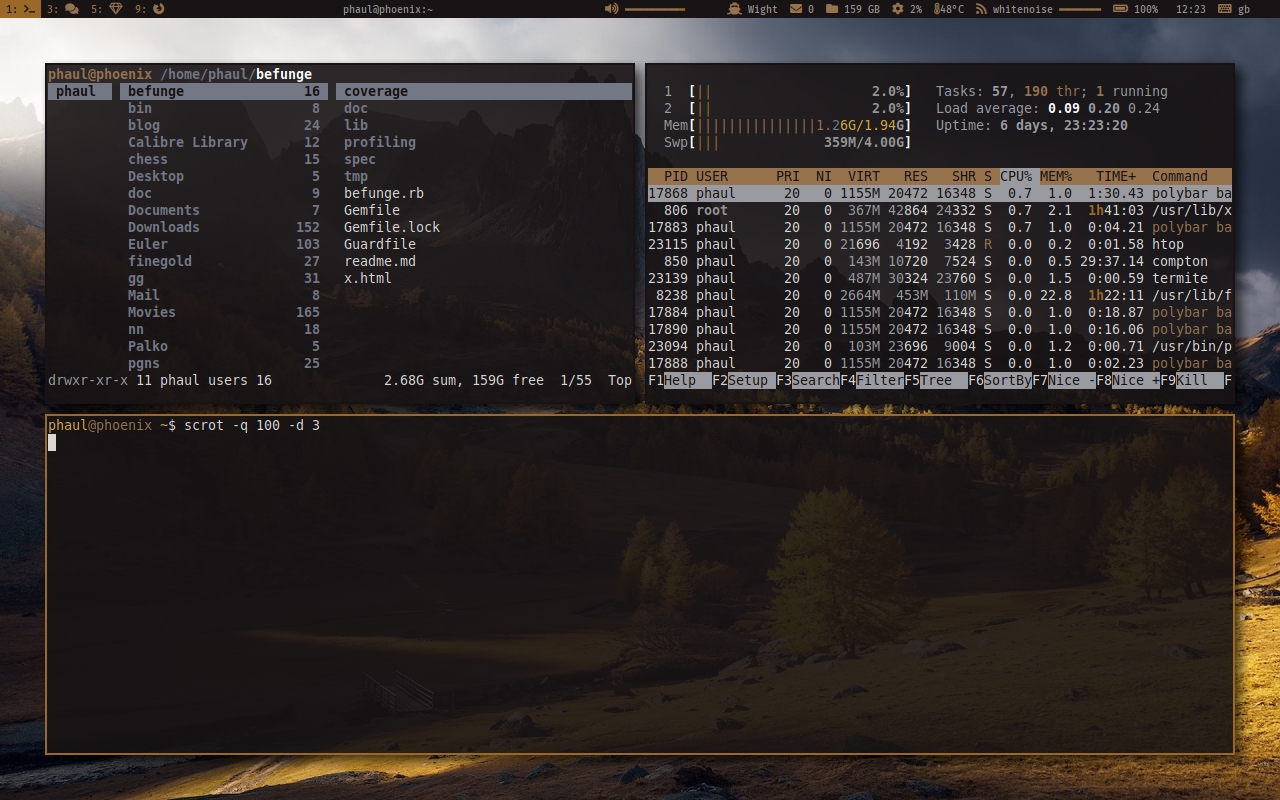 1: 3: 5: 9: phaul@phoenix:~ Wight 0 159 GB 2% 48°C whitenoise 100% 12:23 gb
phaul@phoenix /home/phaul/befunge
phaul befunge 16 coverage
bin 8 doc
blog 24 lib
Calibre Library 12 profiling
chess 15 spec
Desktop 5 tmp
doc 9 befunge.rb
Documents 7 Gemfile
Downloads 152 Gemfile.lock
Euler 103 Guardfile
finegold 27 readme.md
gg 31 x.html
Mail 8
Movies 165
nn 18
Palko 5
pgns 25
drwxr-xr-x 11 phaul users 16 2.68G sum, 159G free 1/55 Top
1 [|| 2.0%] Tasks: 57, 190 thr; 1 running
2 [|| 2.0%] Load average: 0.09 0.20 0.24
Mem[|||||||||||||||1.26G/1.94G] Uptime: 6 days, 23:23:20
Swp[||| 359M/4.00G]
PID USER PRI NI VIRT RES SHR S CPU% MEM% TIME+ Command
17868 phaul 20 0 1155M 20472 16348 S 0.7 1.0 1:30.43 polybar ba
806 root 20 0 367M 42864 24332 S 0.7 2.1 1h41:03 /usr/lib/x
17883 phaul 20 0 1155M 20472 16348 S 0.7 1.0 0:04.21 polybar ba
23115 phaul 20 0 21696 4192 3428 R 0.0 0.2 0:01.58 htop
850 phaul 20 0 143M 10720 7524 S 0.0 0.5 29:37.14 compton
23139 phaul 20 0 487M 30324 23760 S 0.0 1.5 0:00.59 termite
8238 phaul 20 0 2664M 453M 110M S 0.0 22.8 1h22:11 /usr/lib/f
17884 phaul 20 0 1155M 20472 16348 S 0.0 1.0 0:18.87 polybar ba
17890 phaul 20 0 1155M 20472 16348 S 0.0 1.0 0:16.06 polybar ba
23094 phaul 20 0 103M 23696 9004 S 0.0 1.2 0:00.71 /usr/bin/p
17888 phaul 20 0 1155M 20472 16348 S 0.0 1.0 0:02.23 polybar ba
F1Help F2Setup F3SearchF4FilterF5Tree F6SortByF7Nice -F8Nice +F9Kill F
phaul@phoenix ~$ scrot -q 100 -d 3